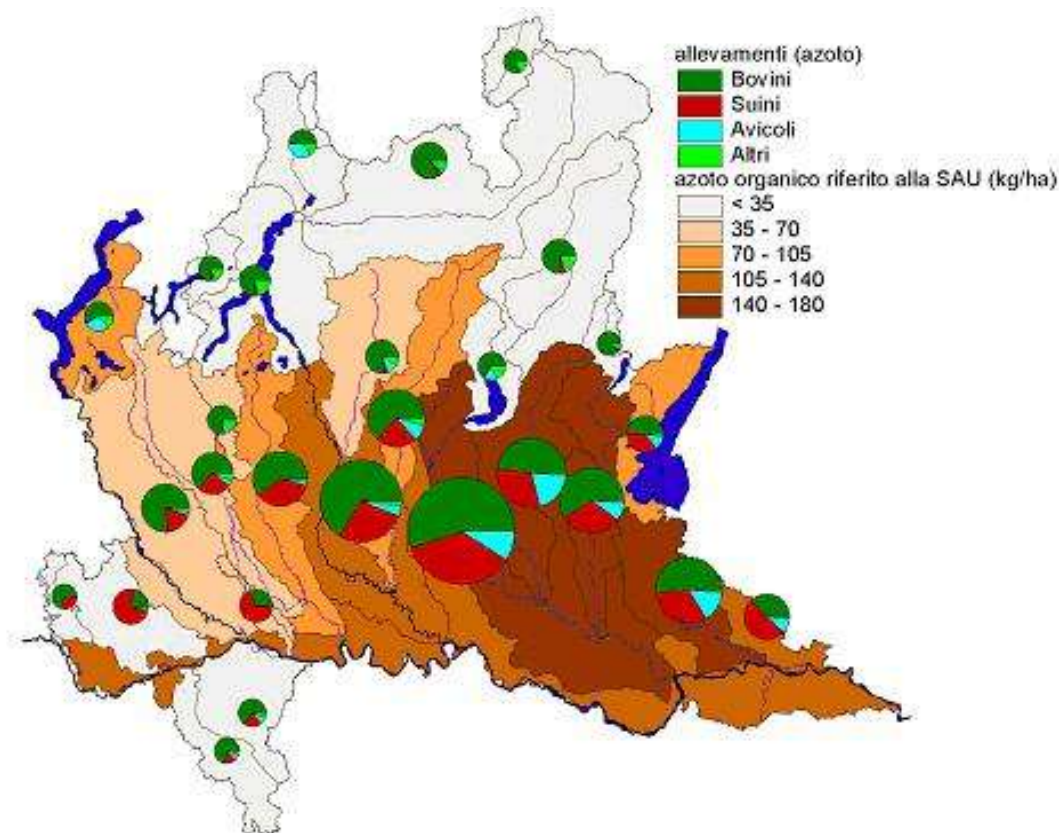 allevamenti (azoto)
Bovini
Suini
Avicoli
Altri
azoto organico riferito alla SAU (kg/ha)
< 35
35 - 70
70 - 105
105 - 140
140 - 180